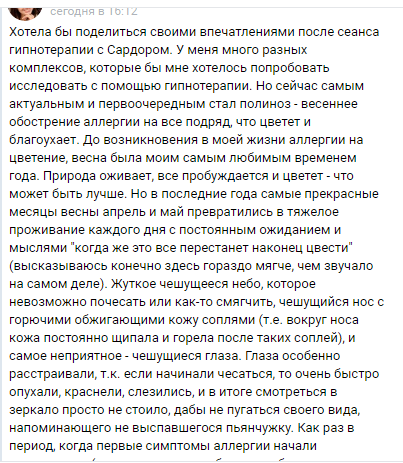 сегодня в 16:12
Хотела бы поделиться своими впечатлениями после сеанса
гипнотерапии с Сардором. У меня много разных
комплексов, которые бы мне хотелось попробовать
исследовать с помощью гипнотерапии. Но сейчас самым
актуальным и первоочередным стал полиноз - весеннее
обострение аллергии на все подряд, что цветет и
благоухает. До возникновения в моей жизни аллергии на
цветение, весна была моим самым любимым временем
года. Природа оживает, все пробуждается и цветет - что
может быть лучше. Но в последние года самые прекрасные
месяцы весны апрель и май превратились в тяжелое
проживание каждого дня с постоянным ожиданием и
мыслями "когда же это все перестанет наконец цвести"
(высказываюсь конечно здесь гораздо мягче, чем звучало
на самом деле). Жуткое чешущееся небо, которое
невозможно почесать или как-то смягчить, чешущийся нос с
горючими обжигающими кожу соплями (т.е. вокруг носа
кожа постоянно щипала и горела после таких соплей), и
самое неприятное - чешущиеся глаза. Глаза особенно
расстраивали, т.к. если начинали чесаться, то очень быстро
опухали, краснели, слезились, и в итоге смотреться в
зеркало просто не стоило, дабы не пугаться своего вида,
напоминающего не выспавшегося пьянчужку. Как раз в
период, когда первые симптомы аллергии начали